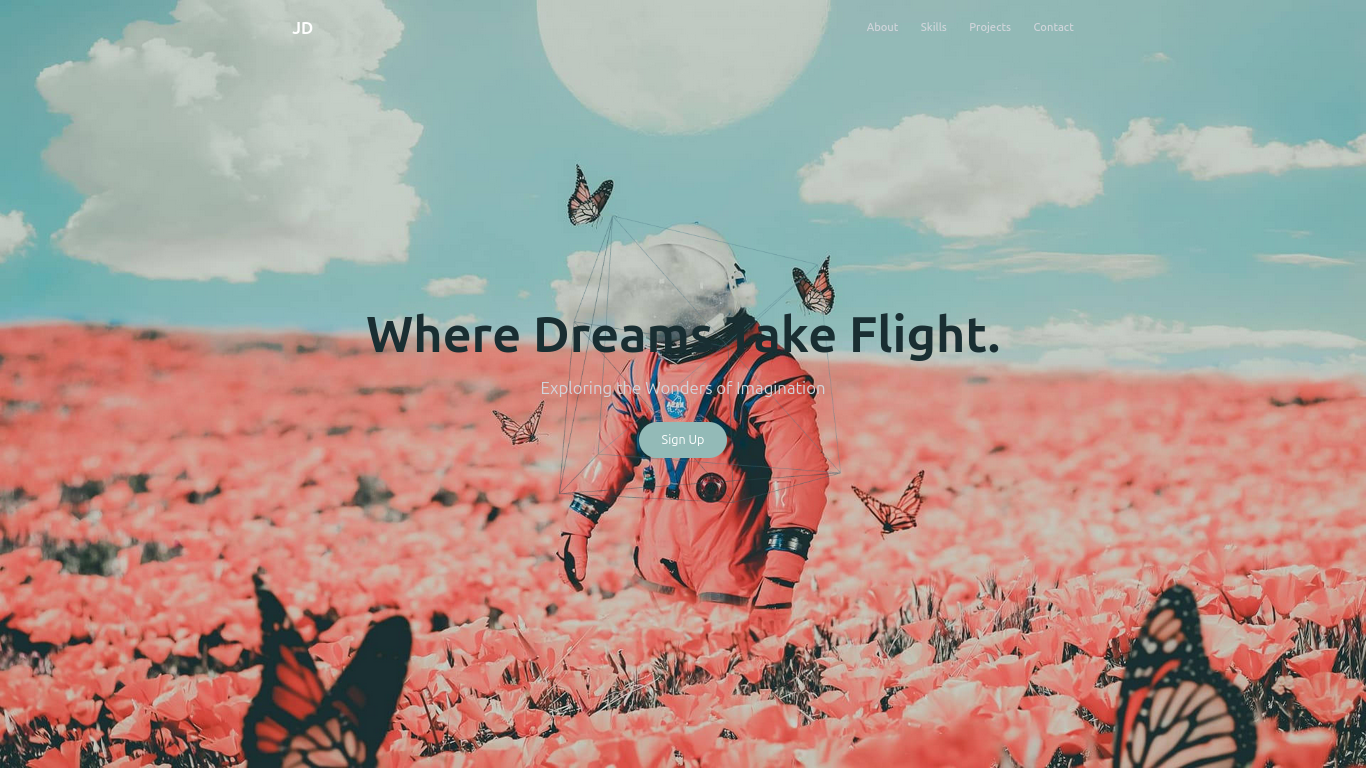 JD
About
Skills
Projects
Contact
Where Dreams Take Flight.
Exploring the Wonders of Imagination
Sign Up